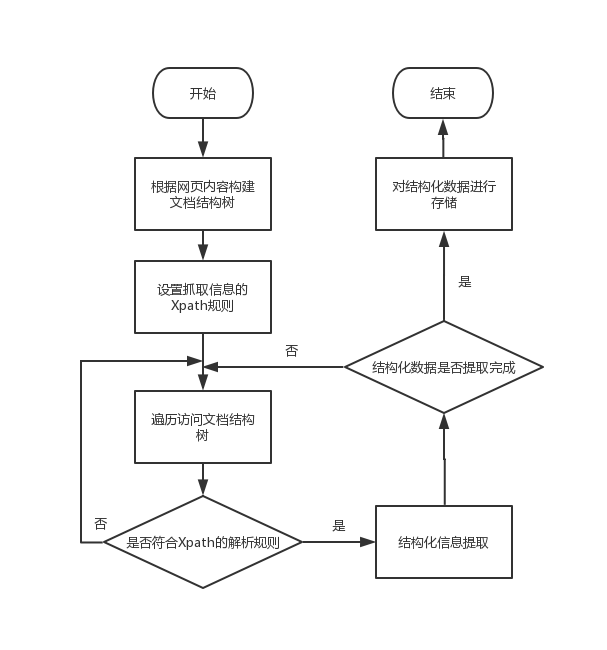 开始
结束
根据网页内容构建
文档结构树
对结构化数据进行
存储
设置抓取信息的
Xpath规则
是
否
结构化数据是否提取完成
遍历访问文档结构
树
否
是否符合Xpath的解析规则
是
结构化信息提取